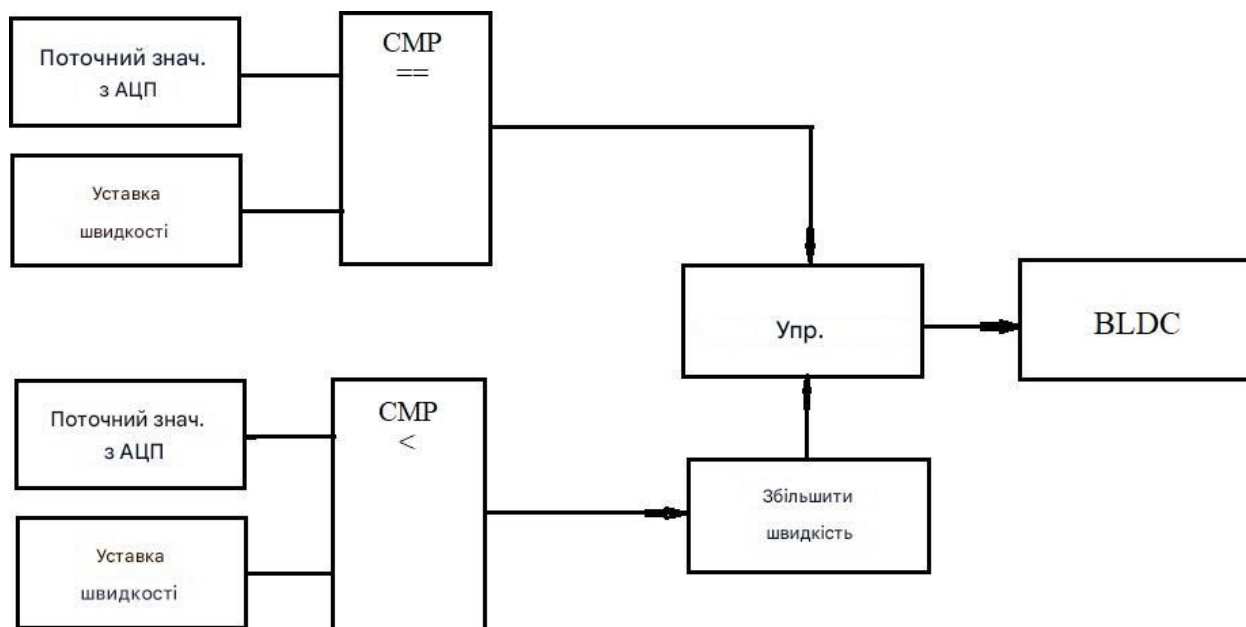 Поточний знач.
з АЦП
CMP
==
Уставка
швидкості
Упр.
BLDC
Поточний знач.
з АЦП
CMP
<
Уставка
швидкості
Збільшити
швидкість